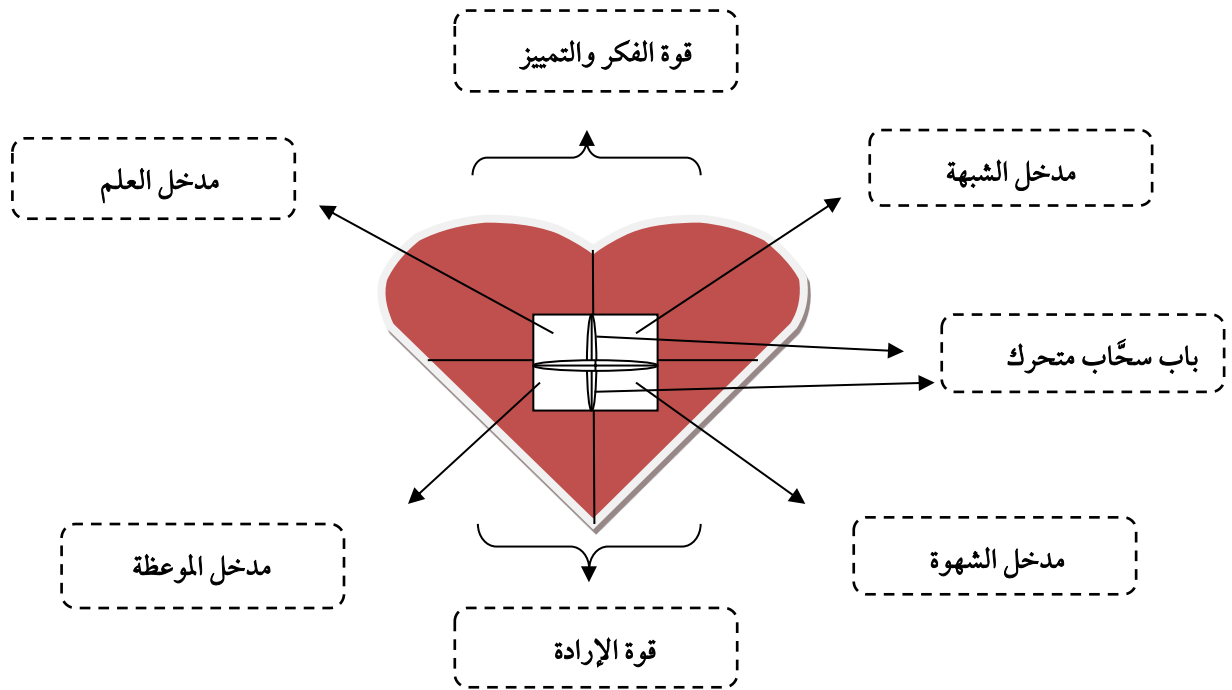 قوة الفكر والتمييز
مدخل الشبهة
مدخل العلم
باب سحَّاب متحرك
مدخل الشهوة
مدخل الموعظة
قوة الإرادة